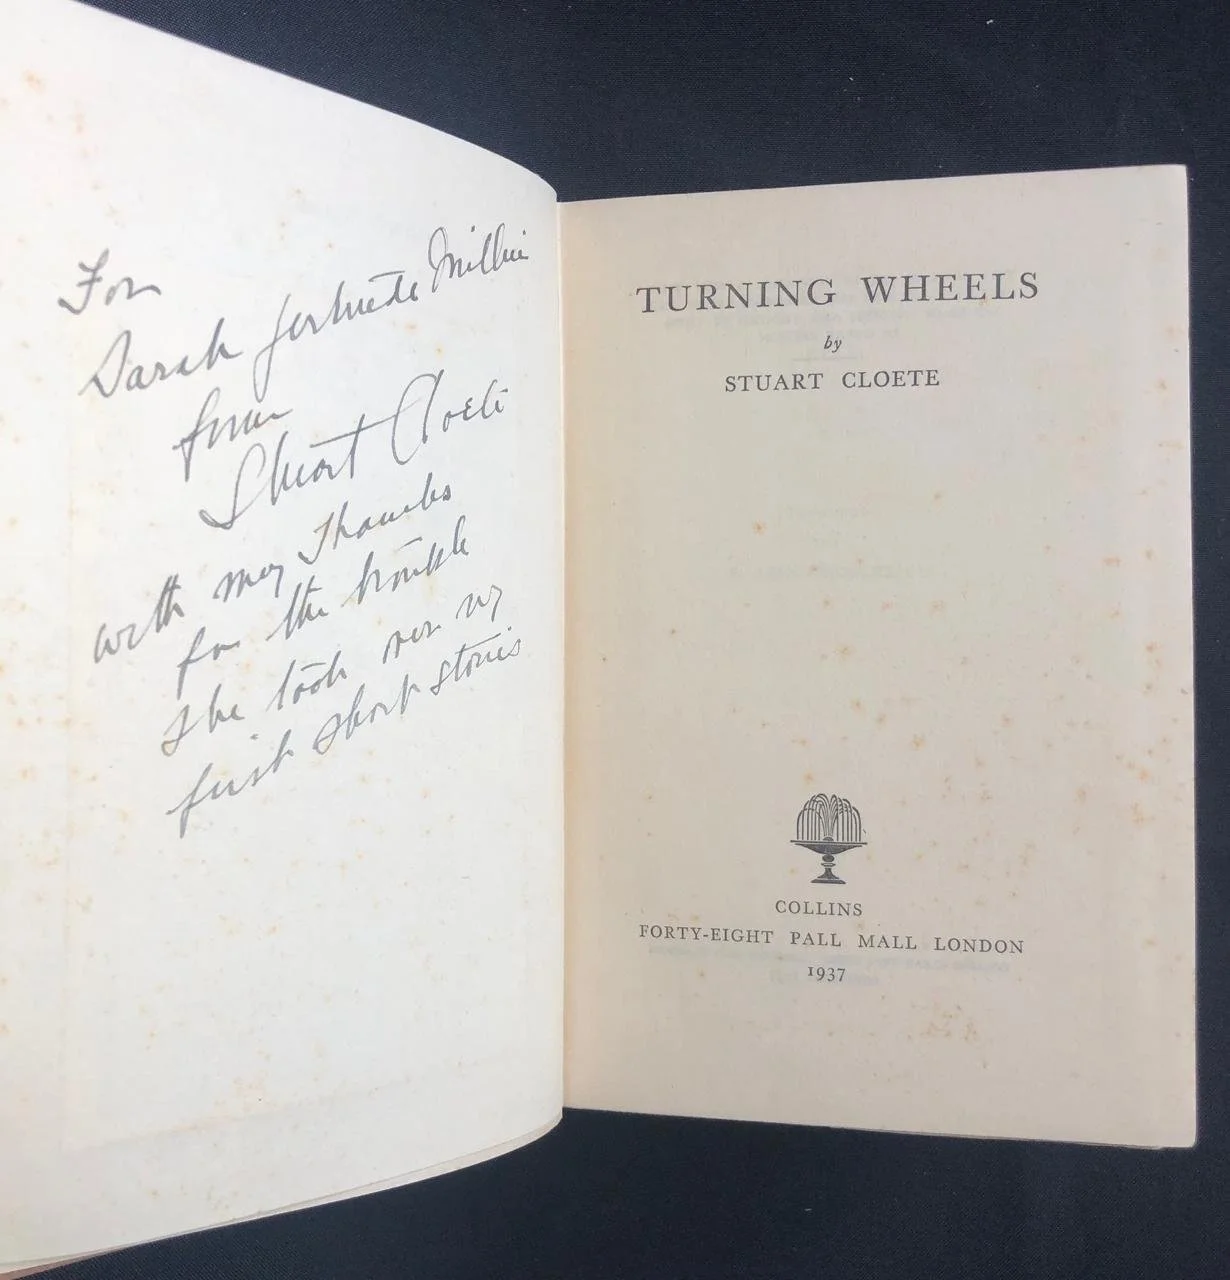 For
Sarah Gertrude Millin
from
Stuart Cloete
with my Thanks
for the trouble
she took over my
first short stories
TURNING WHEELS
by
STUART CLOETE
COLLINS
FORTY-EIGHT PALL MALL LONDON
1937